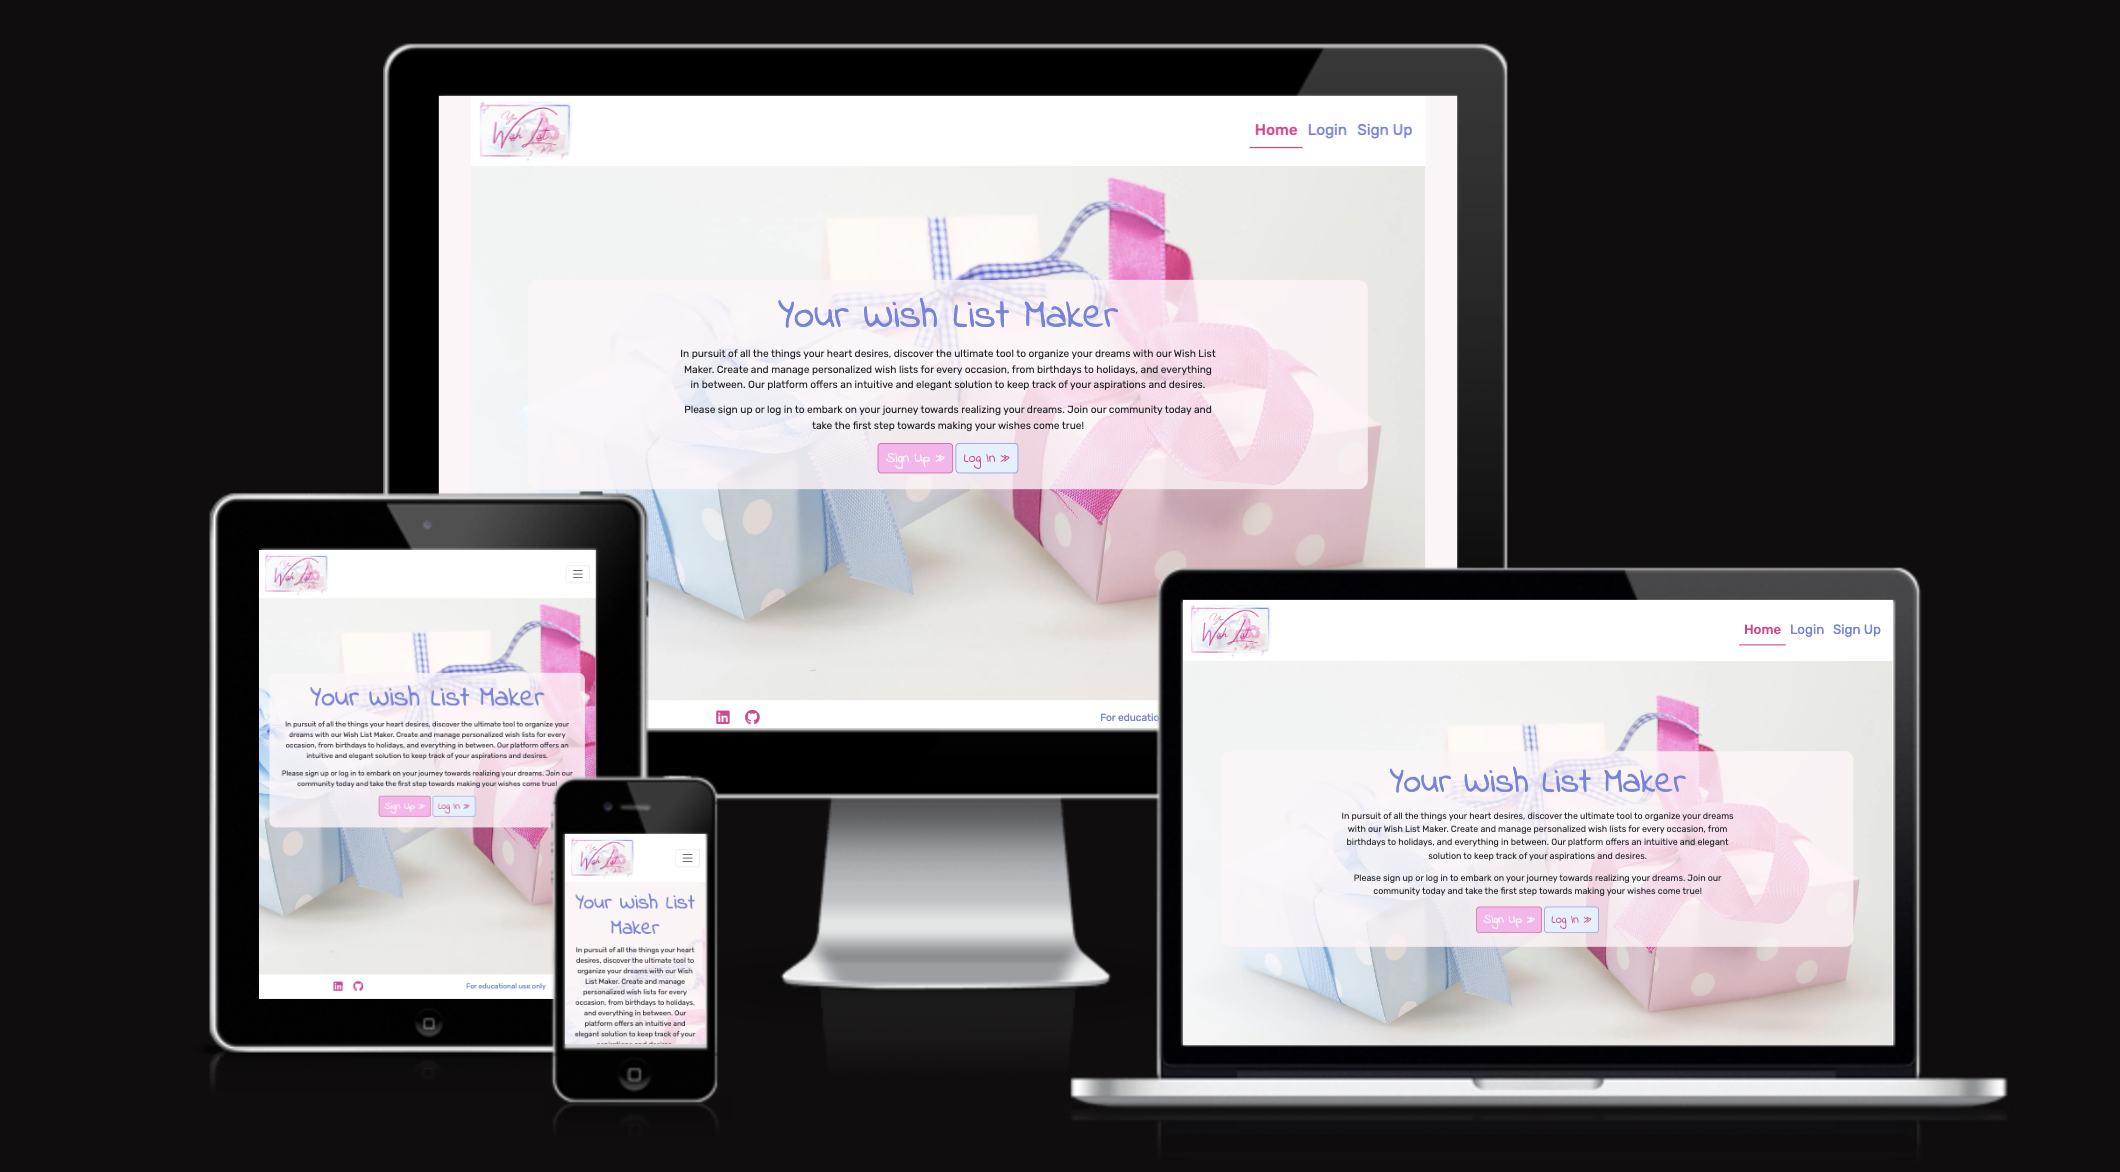 Wish List
Home Login Sign Up
Your Wish List Maker
In pursuit of all the things your heart desires, discover the ultimate tool to organize your dreams with our Wish List
Maker. Create and manage personalized wish lists for every occasion, from birthdays to holidays, and everything
in between. Our platform offers an intuitive and elegant solution to keep track of your aspirations and desires.
Please sign up or log in to embark on your journey towards realizing your dreams. Join our community today and
take the first step towards making your wishes come true!
Sign Up » Log In »
For educatio
Wish List
Your Wish List Maker
In pursuit of all the things your heart desires, discover the ultimate tool to organize your
dreams with our Wish List Maker. Create and manage personalized wish lists for every
occasion, from birthdays to holidays, and everything in between. Our platform offers an
intuitive and elegant solution to keep track of your aspirations and desires.
Please sign up or log in to embark on your journey towards realizing your dreams. Join our
community today and take the first step towards making your wishes come true!
Sign Up » Log In »
For educational use only
Wish List
Your Wish List
Maker
In pursuit of all the things your heart
desires, discover the ultimate tool to
organize your dreams with our Wish
List Maker. Create and manage
personalized wish lists for every
occasion, from birthdays to holidays,
and everything in between. Our
platform offers an intuitive and
elegant solution to keep track of your
Wish List
Home Login Sign Up
Your Wish List Maker
In pursuit of all the things your heart desires, discover the ultimate tool to organize your dreams
with our Wish List Maker. Create and manage personalized wish lists for every occasion, from
birthdays to holidays, and everything in between. Our platform offers an intuitive and elegant
solution to keep track of your aspirations and desires.
Please sign up or log in to embark on your journey towards realizing your dreams. Join our
community today and take the first step towards making your wishes come true!
Sign Up » Log In »